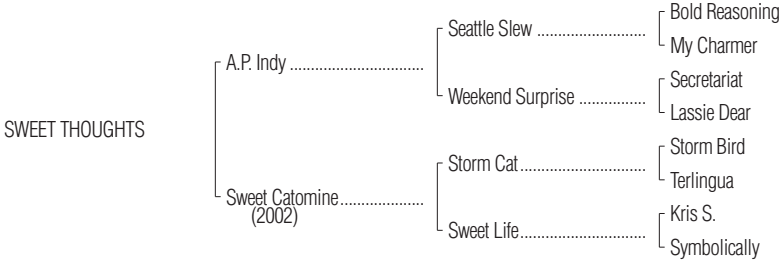 Bold Reasoning
Seattle Slew ..........................
My Charmer
A.P. Indy ................................
Secretariat
Weekend Surprise ................
Lassie Dear
SWEET THOUGHTS
Storm Bird
Storm Cat..............................
Terlingua
Sweet Catomine....................
(2002)
Kris S.
Sweet Life..............................
Symbolically